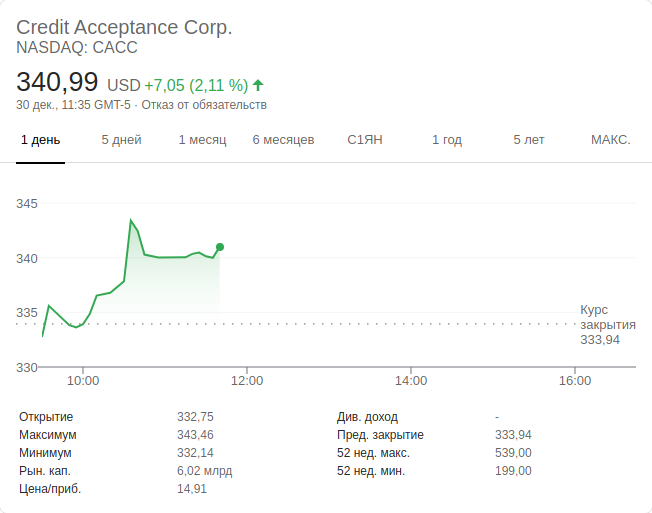 Credit Acceptance Corp.
NASDAQ: CACC
340,99 USD +7,05 (2,11 %)
30 дек., 11:35 GMT-5 · Отказ от обязательств
1 день 5 дней 1 месяц 6 месяцев С1ЯН 1 год 5 лет МАКС.
345
340
335
330
Курс
закрытия
333,94
10:00 12:00 14:00 16:00
Открытие 332,75 Див. доход -
Максимум 343,46 Пред. закрытие 333,94
Минимум 332,14 52 нед. макс. 539,00
Рын. кап. 6,02 млрд 52 нед. мин. 199,00
Цена/приб. 14,91